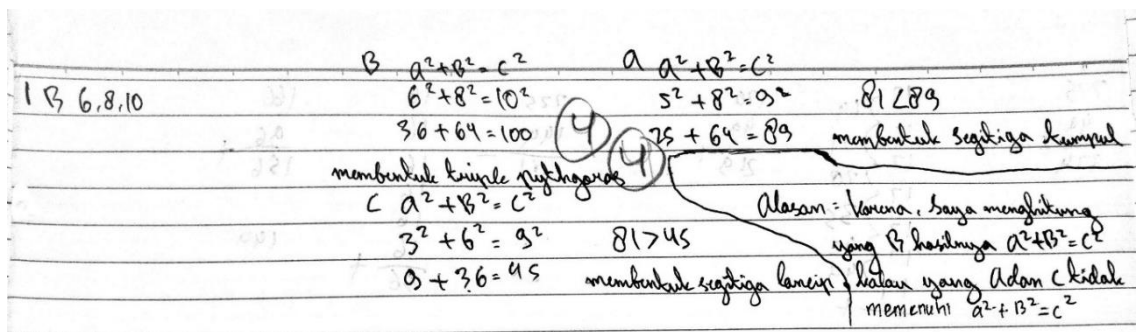 1 B 6,8,10
B a²+B²=c²
6²+8²=10²
36+64=100
membentuk triple pythgoras
4
a a²+B²=c²
5²+8²=9² 81<89
25+64=89 membentuk segitiga tumpul
4
C a²+B²=c²
3²+6²=9² 81>45
9+36=45 membentuk segitiga lancip
Alasan = karena, saya menghitung
yang B hasilnya a²+B²=c²
kalau yang A dan C tidak
memenuhi a²+B²=c²